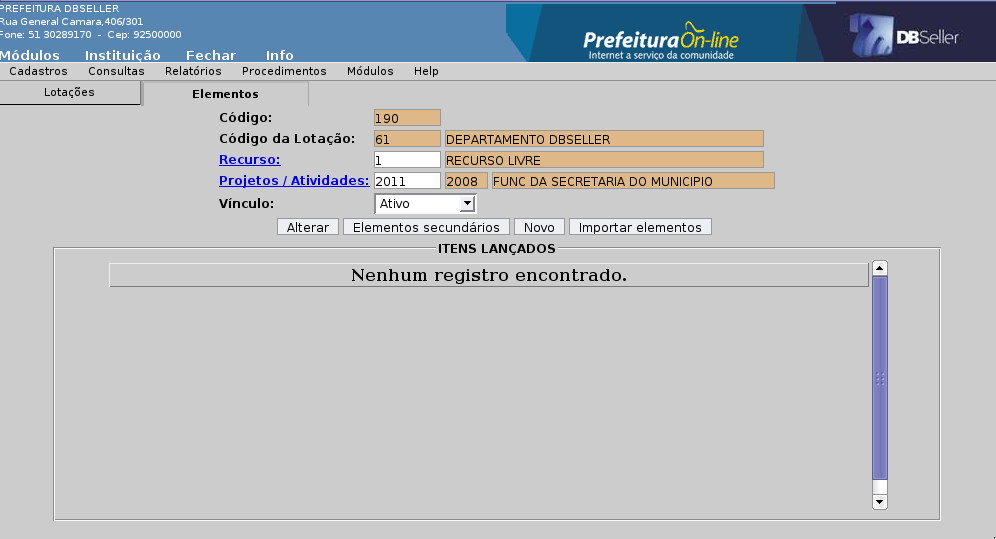 PREFEITURA DBSELLER
Rua General Camara,406/301
Fone: 51 30289170 - Cep: 92500000
Prefeitura On-line
Internet a serviço da comunidade
DBSeller
Módulos Instituição Fechar Info
Cadastros Consultas Relatórios Procedimentos Módulos Help
Lotações Elementos
Código: 190
Código da Lotação: 61 DEPARTAMENTO DBSELLER
Recurso: 1 RECURSO LIVRE
Projetos / Atividades: 2011 2008 FUNC DA SECRETARIA DO MUNICIPIO
Vínculo: Ativo
Alterar Elementos secundários Novo Importar elementos
ITENS LANÇADOS
Nenhum registro encontrado.